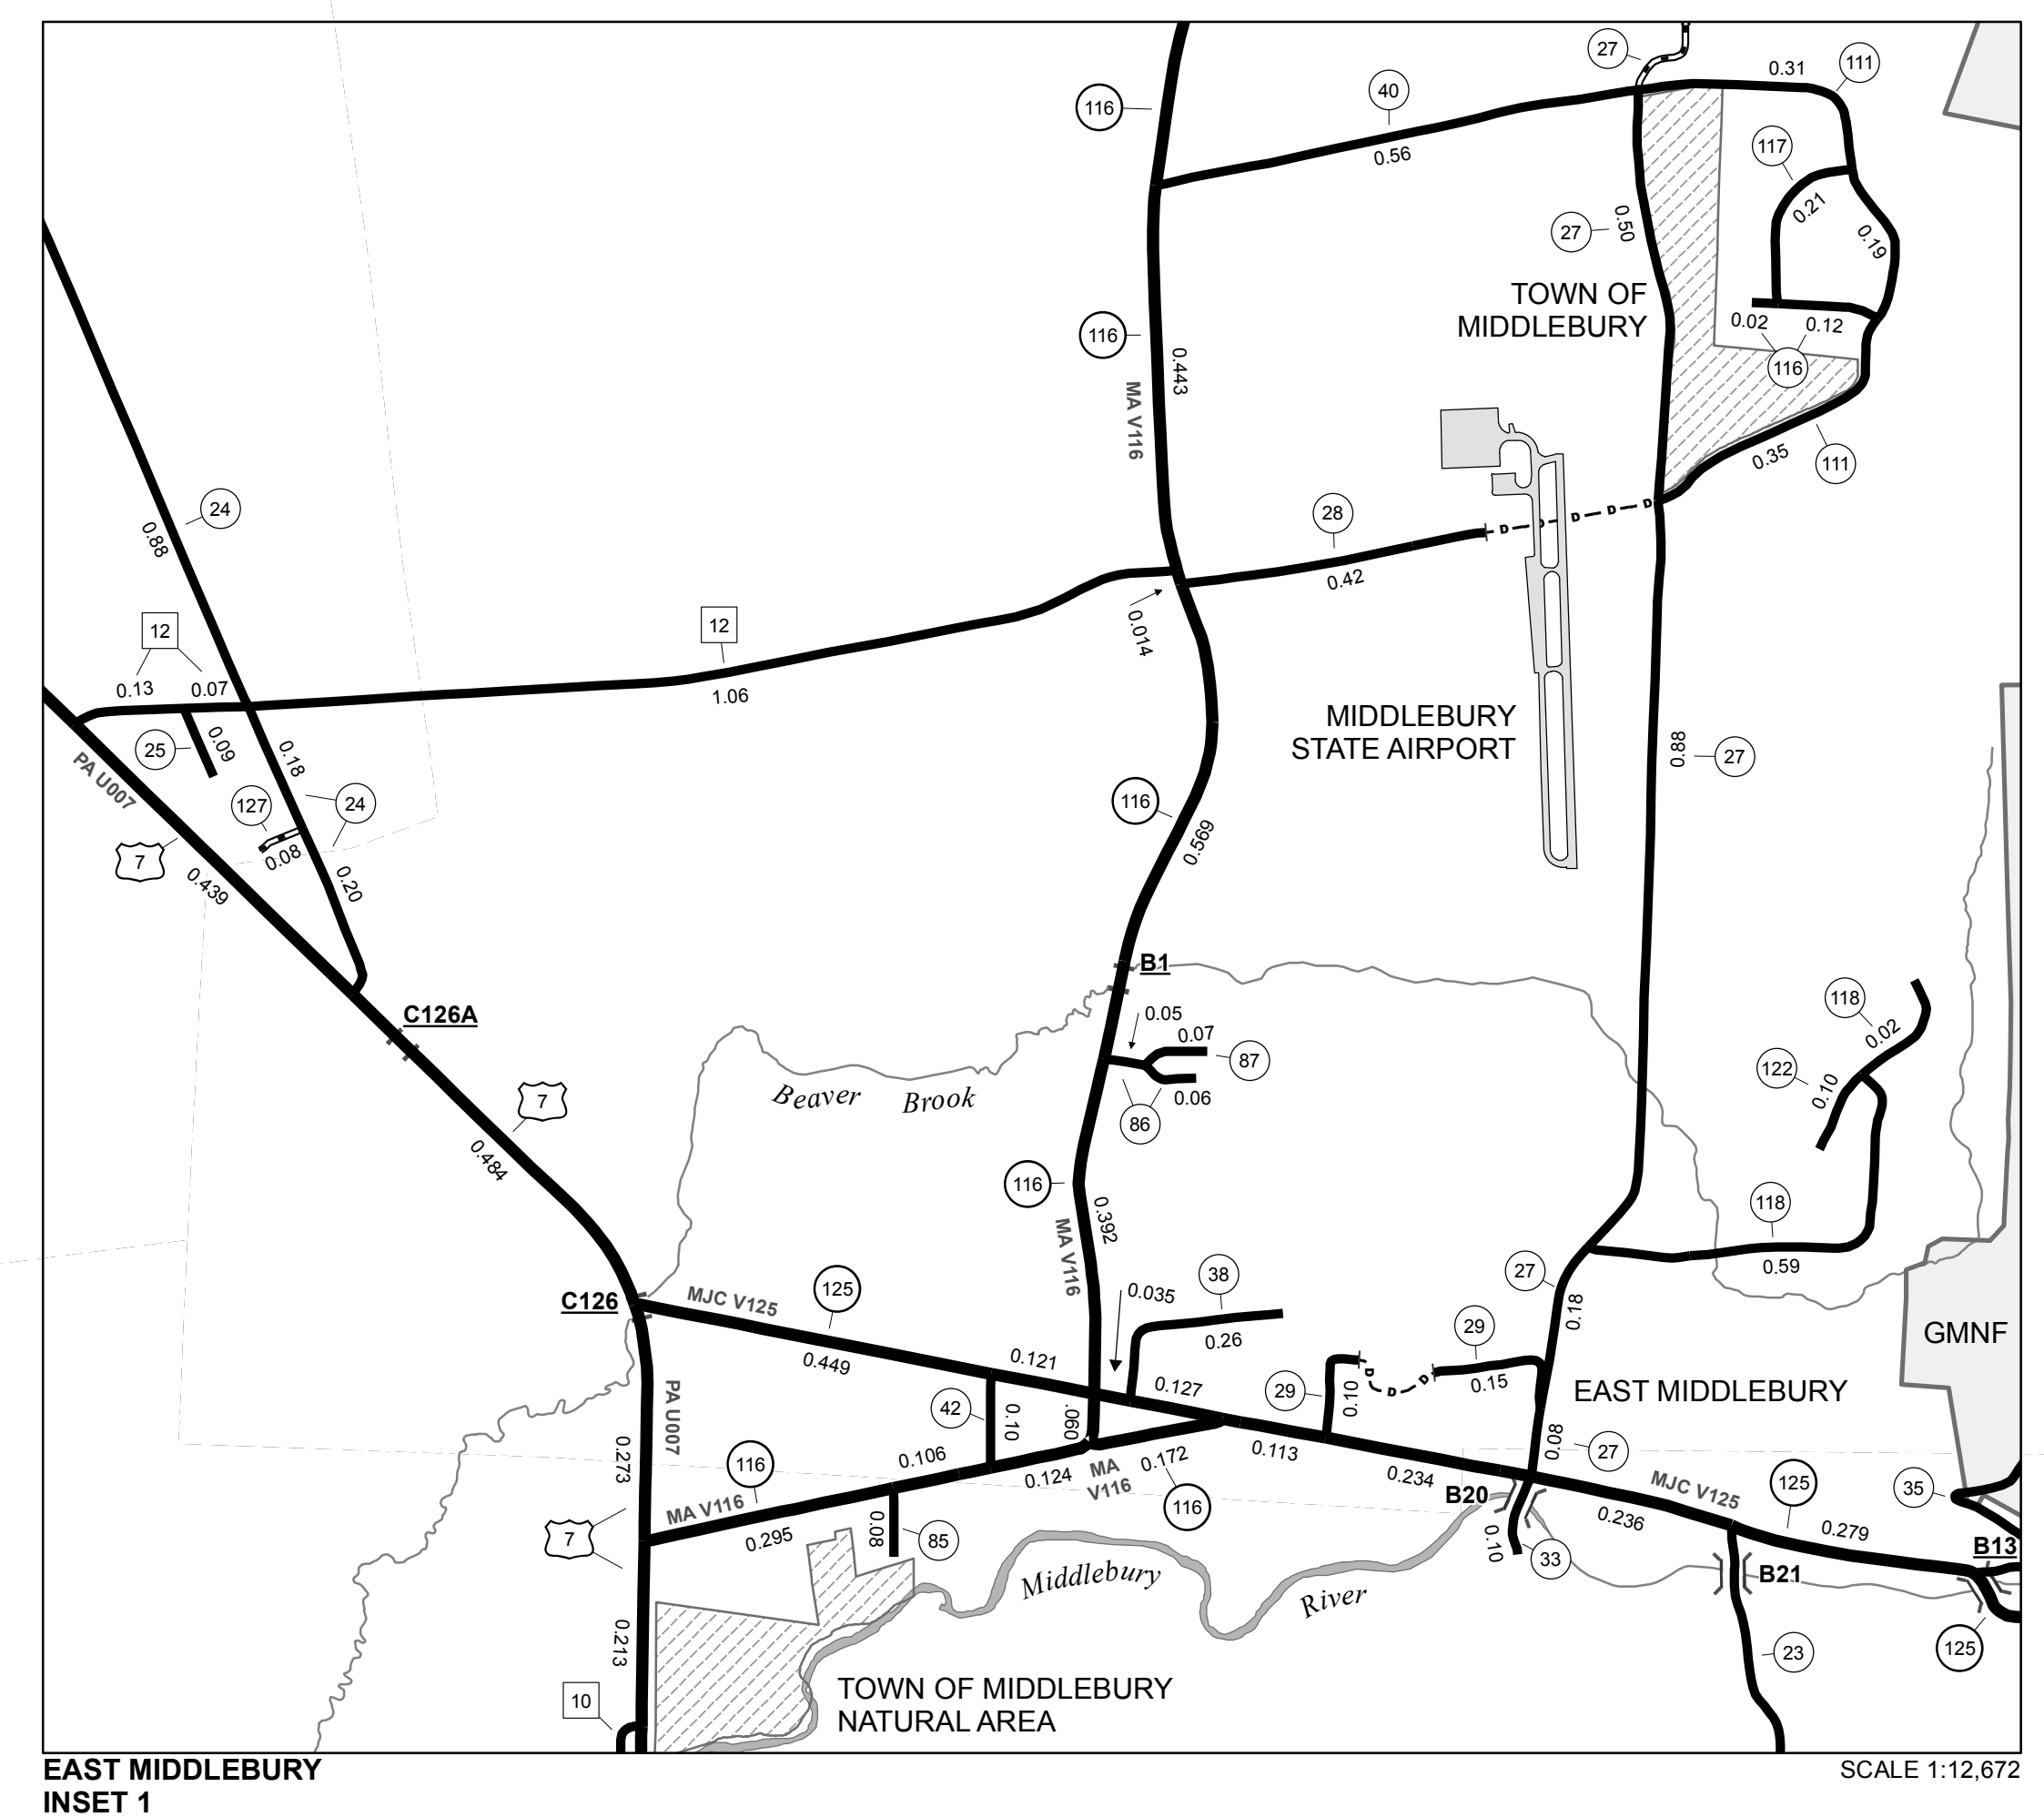 27
0.31
111
40
116
0.56
117
0.21
0.50
27
0.19
TOWN OF
MIDDLEBURY
0.02
0.12
116
116
0.443
MA V116
0.35
111
24
0.88
28
0.42
12
12
0.014
0.13
0.07
1.06
MIDDLEBURY
STATE AIRPORT
25
0.09
0.18
PA U007
127
24
0.88
27
116
0.569
7
0.08
0.439
0.20
B1
C126A
118
0.02
0.05
0.07
87
122
0.10
0.06
86
Beaver Brook
7
0.484
116
0.392
MA V116
118
0.59
C126
MJC V125
125
0.035
38
0.26
27
0.18
GMNF
0.449
0.121
0.127
29
0.15
29
0.10
EAST MIDDLEBURY
PA U007
42
0.10
.060
0.273
116
0.106
0.124
MA
V116
0.172
0.113
0.08
27
0.234
MJC V125
125
35
B20
116
MA V116
0.295
7
0.08
85
0.10
33
0.236
0.279
B13
B21
Middlebury River
0.213
23
125
10
TOWN OF MIDDLEBURY
NATURAL AREA
EAST MIDDLEBURY
INSET 1
SCALE 1:12,672
D
D
D
D
D
D
D